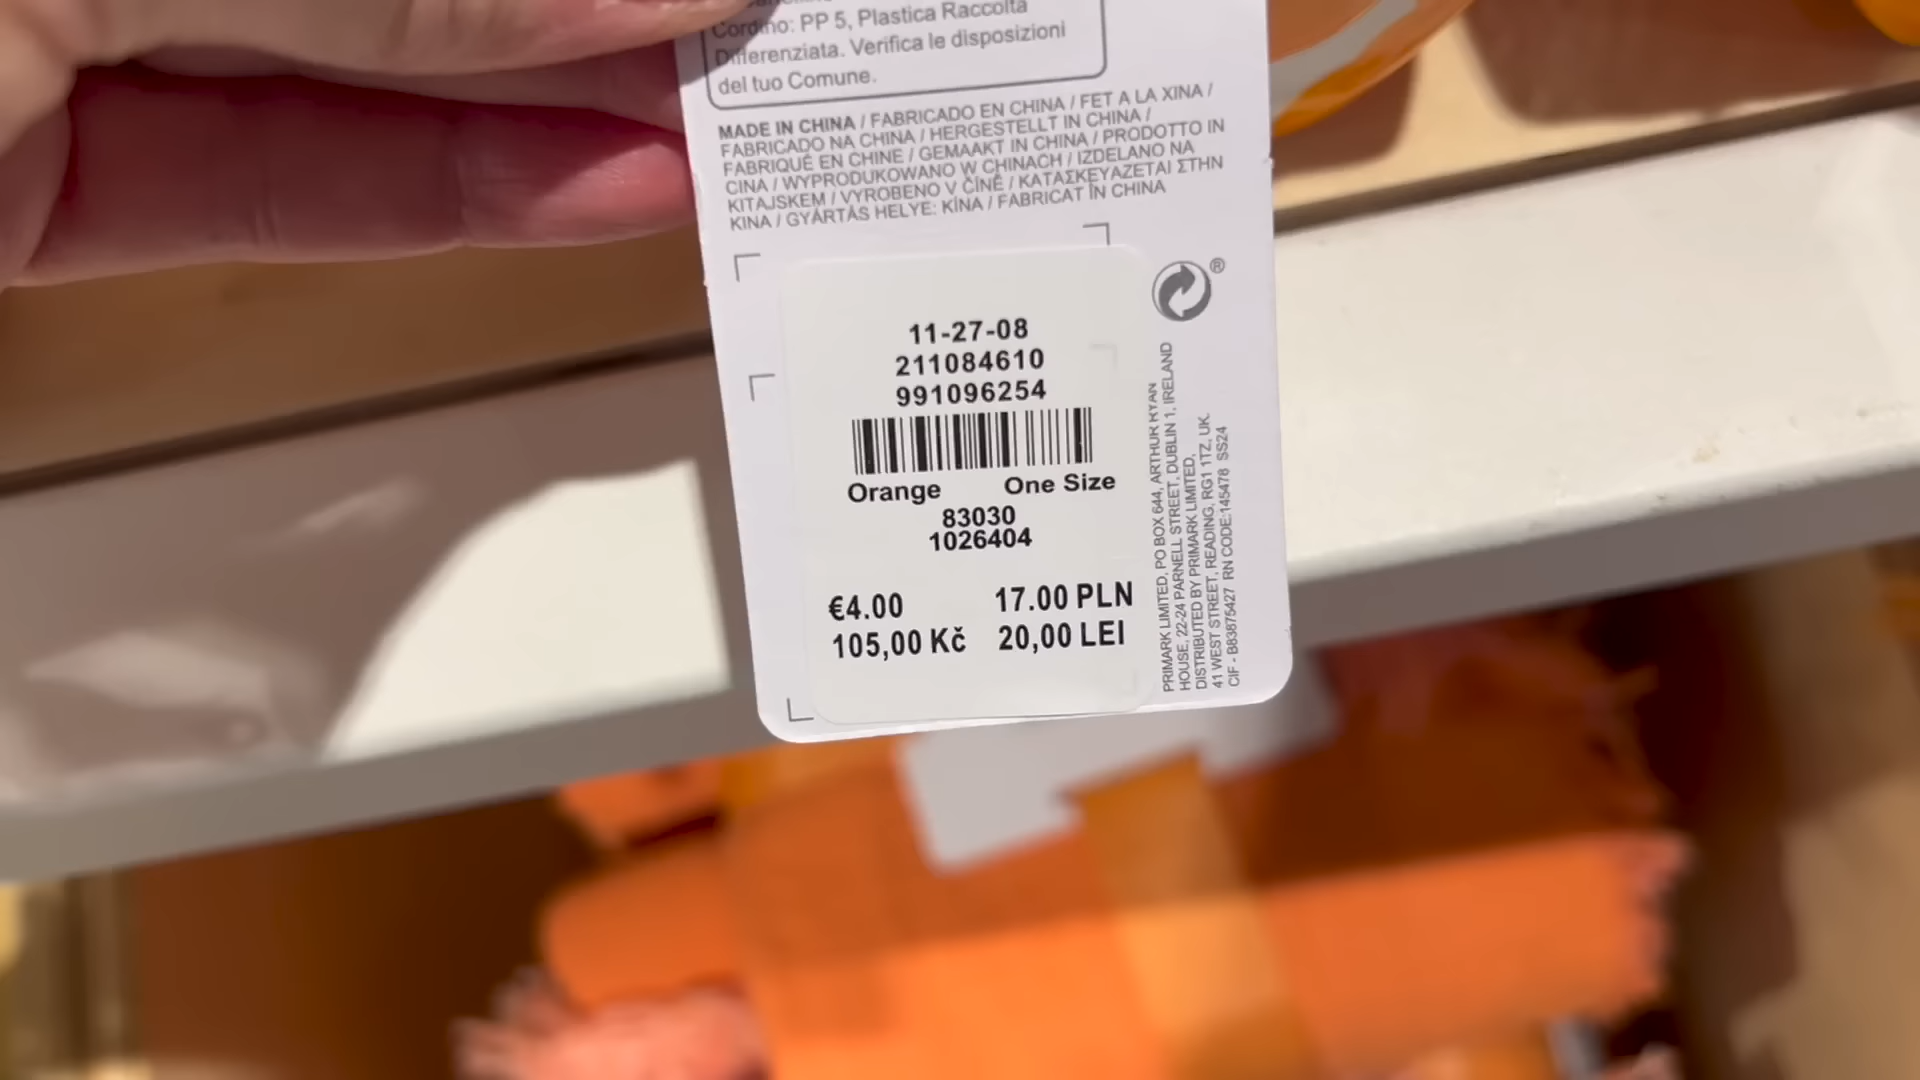 Cordino: PP 5, Plastica Raccolta
Differenziata. Verifica le disposizioni
del tuo Comune.
MADE IN CHINA / FABRICADO EN CHINA / FET A LA XINA /
FABRICADO NA CHINA / HERGESTELLT IN CHINA /
FABRIQUÉ EN CHINE / GEMAAKT IN CHINA / PRODOTTO IN
CINA / WYPRODUKOWANO W CHINACH / IZDELANO NA
KITAJSKEM / VYROBENO V ČÍNĚ / ΚΑΤΑΣΚΕΥΑΖΕΤΑΙ ΣΤΗΝ
ΚΙΝΑ / GYÁRTÁS HELYE: KÍNA / FABRICAT ÎN CHINA
®
11-27-08
211084610
991096254
Orange One Size
83030
1026404
€4.00 17.00 PLN
105,00 Kč 20,00 LEI
PRIMARK LIMITED, PO BOX 644, ARTHUR RYAN
HOUSE, 22-24 PARNELL STREET, DUBLIN 1, IRELAND
DISTRIBUTED BY PRIMARK LIMITED,
41 WEST STREET, READING, RG1 1TZ, UK.
CIF - B83875427 RN CODE:145478 SS24